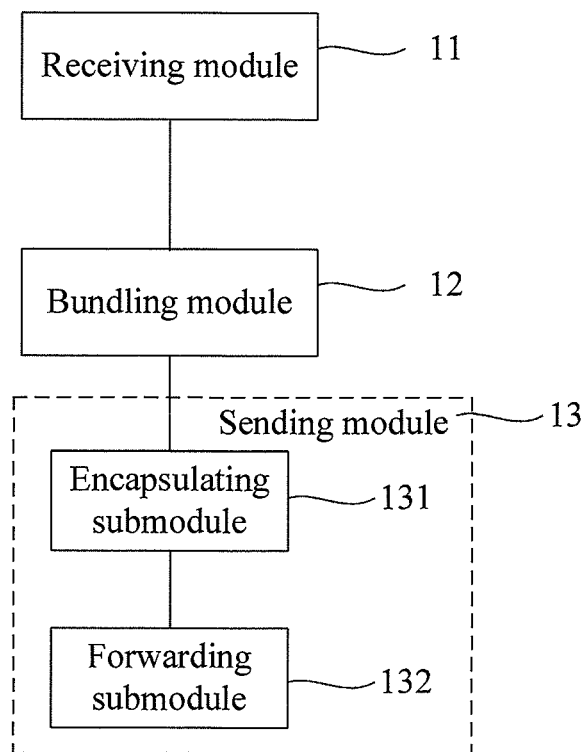 Receiving module
11
Bundling module
12
Sending module
13
Encapsulating
submodule
131
Forwarding
submodule
132